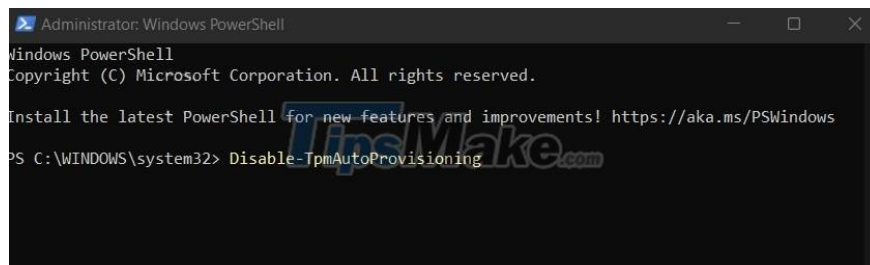 Administrator: Windows PowerShell
Windows PowerShell
Copyright (C) Microsoft Corporation. All rights reserved.
Install the latest PowerShell for new features and improvements! https://aka.ms/PSWindows
PS C:\WINDOWS\system32> Disable-TpmAutoProvisioning
TipsMake.com